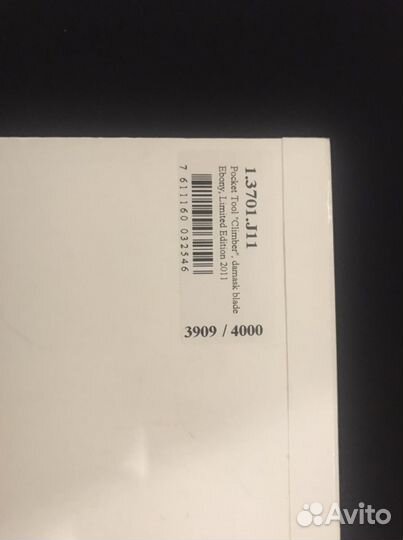 1.3701.J11
Pocket Tool "Climber", damask blade
Ebony, Limited Edition 2011
7 611160 032546
3909 / 4000
Avito